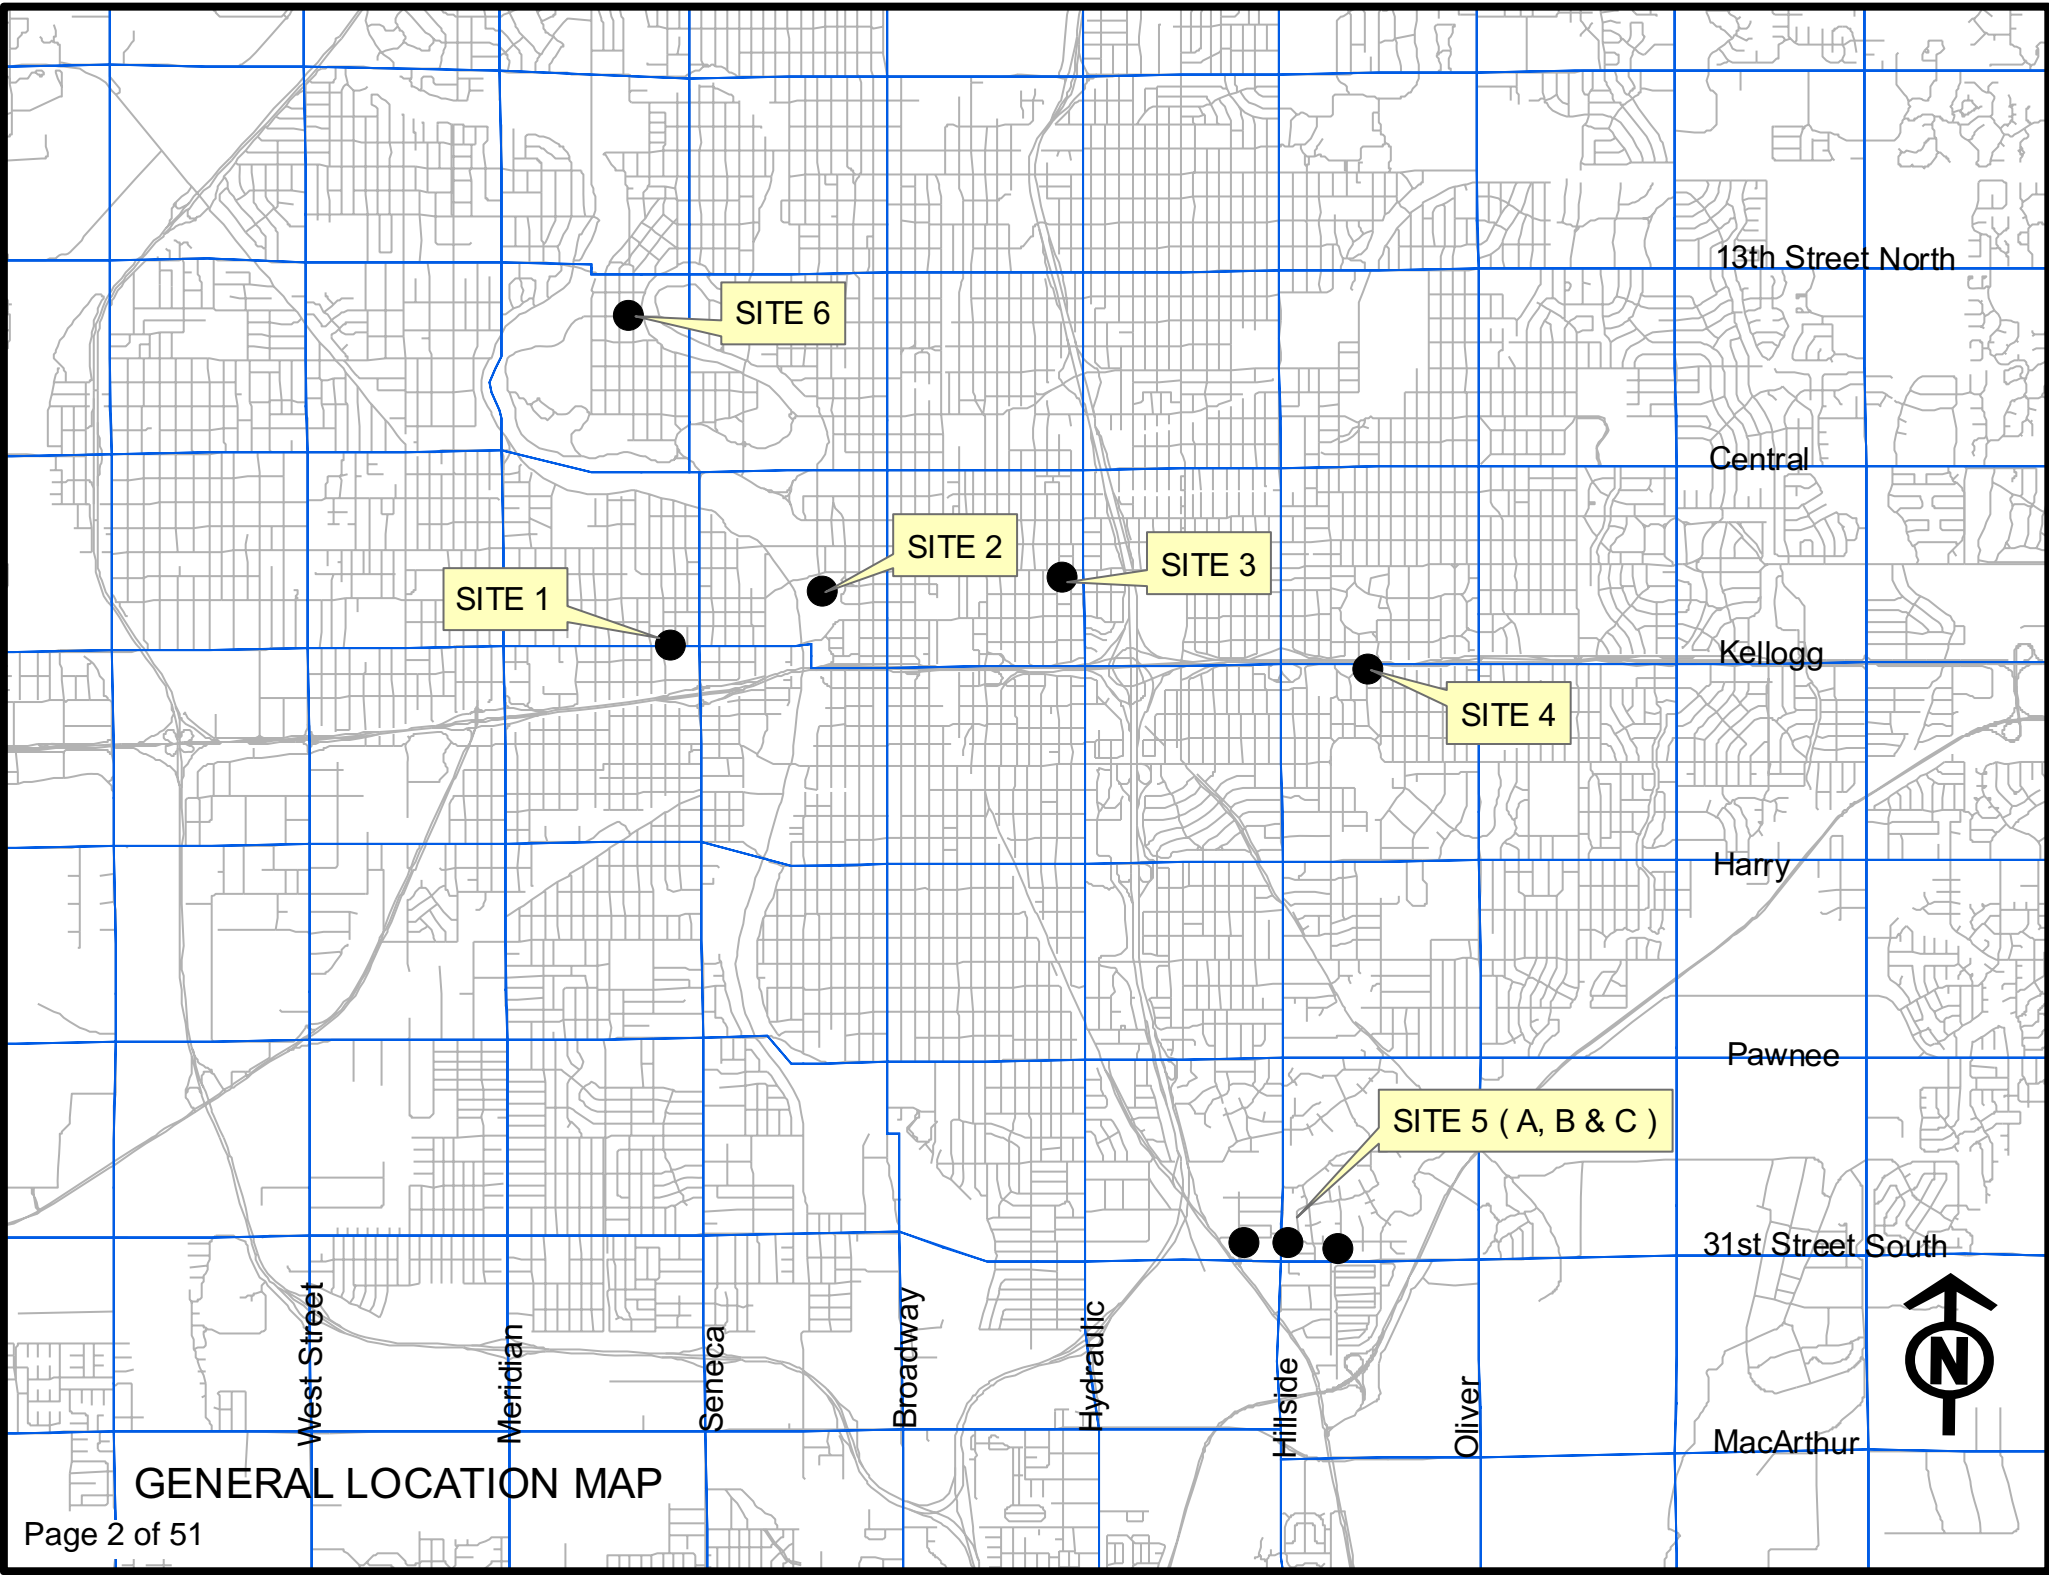 13th Street North
SITE 6
Central
SITE 2
SITE 3
SITE 1
Kellogg
SITE 4
Harry
Pawnee
SITE 5 ( A, B & C )
31st Street South
West Street
Meridian
Seneca
Broadway
Hydraulic
Hillside
Oliver
N
MacArthur
GENERAL LOCATION MAP
Page 2 of 51